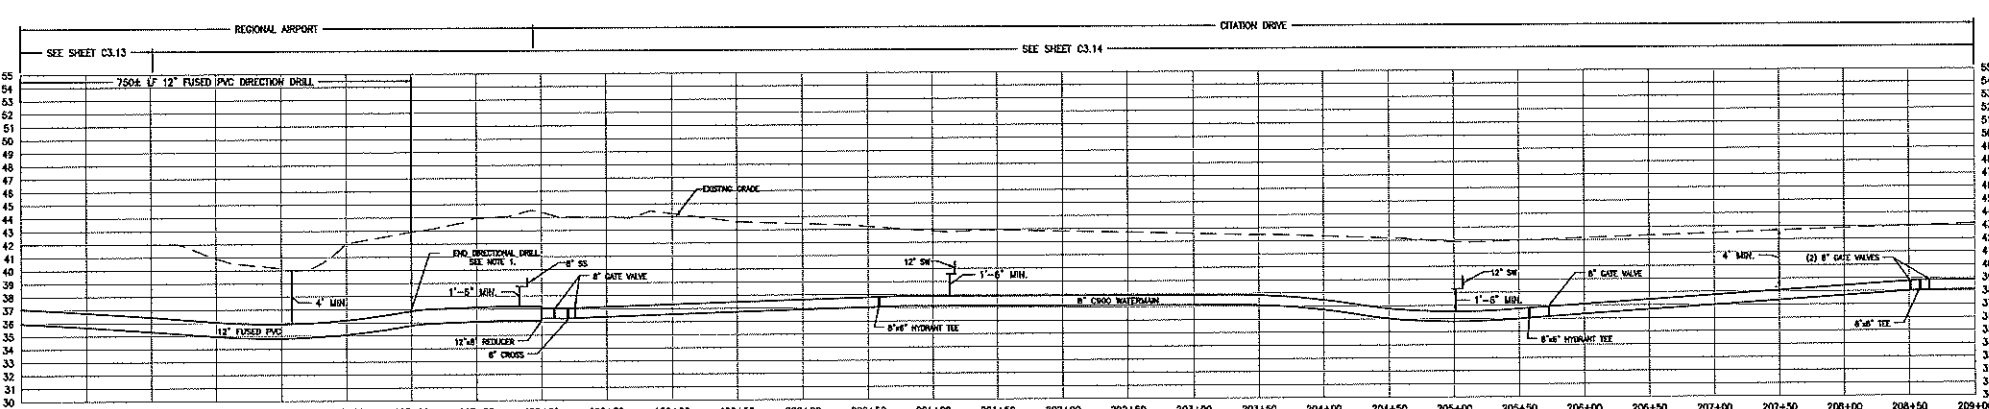 REGIONAL AIRPORT
CITATION DRIVE
SEE SHEET C3.13
SEE SHEET C3.14
750± LF 12" FUSED PVC DIRECTION DRILL
55
54
53
52
51
50
49
48
47
46
45
44
43
42
41
40
39
38
37
36
35
34
33
32
31
30
EXISTING GRADE
END DIRECTIONAL DRILL
SEE NOTE 1.
8" SS
8" GATE VALVE
1'-6" MIN.
4' MIN.
12" FUSED PVC
12"x8" REDUCER
8" CROSS
12" SW
1'-6" MIN.
8" C900 WATERMAIN
8"x6" HYDRANT TEE
12" SW
8" GATE VALVE
1'-6" MIN.
8"x6" HYDRANT TEE
4' MIN.
(2) 8" GATE VALVES
8"x8" TEE
202+50
203+00
203+50
204+00
204+50
205+00
205+50
206+00
206+50
207+00
207+50
208+00
208+50
209+00